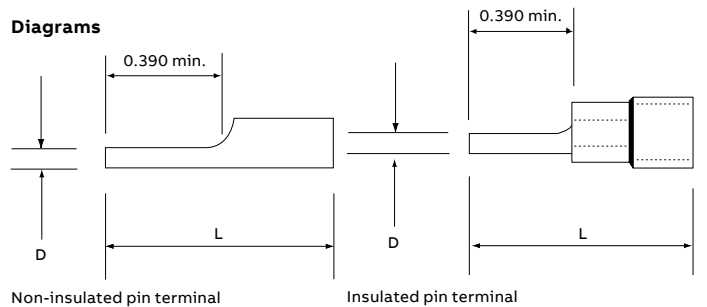 Diagrams
0.390 min.
D
L
Non-insulated pin terminal
0.390 min.
D
L
Insulated pin terminal